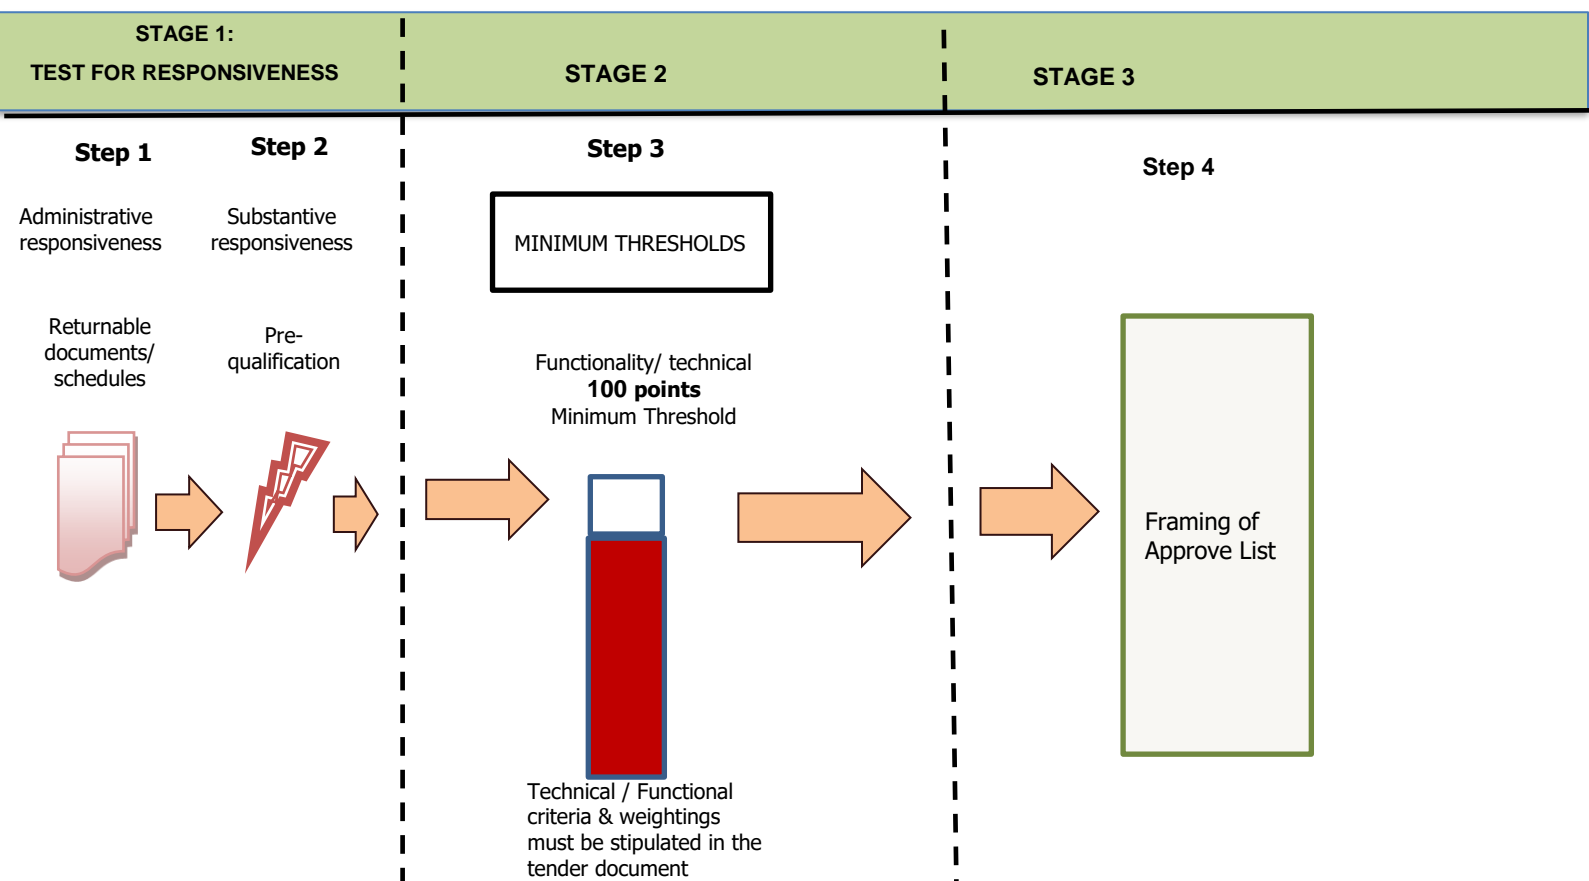 STAGE 1:
TEST FOR RESPONSIVENESS
STAGE 2
STAGE 3
Step 1
Step 2
Step 3
Step 4
Administrative
responsiveness
Substantive
responsiveness
MINIMUM THRESHOLDS
Returnable
documents/
schedules
Pre-
qualification
Functionality/ technical
100 points
Minimum Threshold
Framing of
Approve List
Technical / Functional
criteria & weightings
must be stipulated in the
tender document